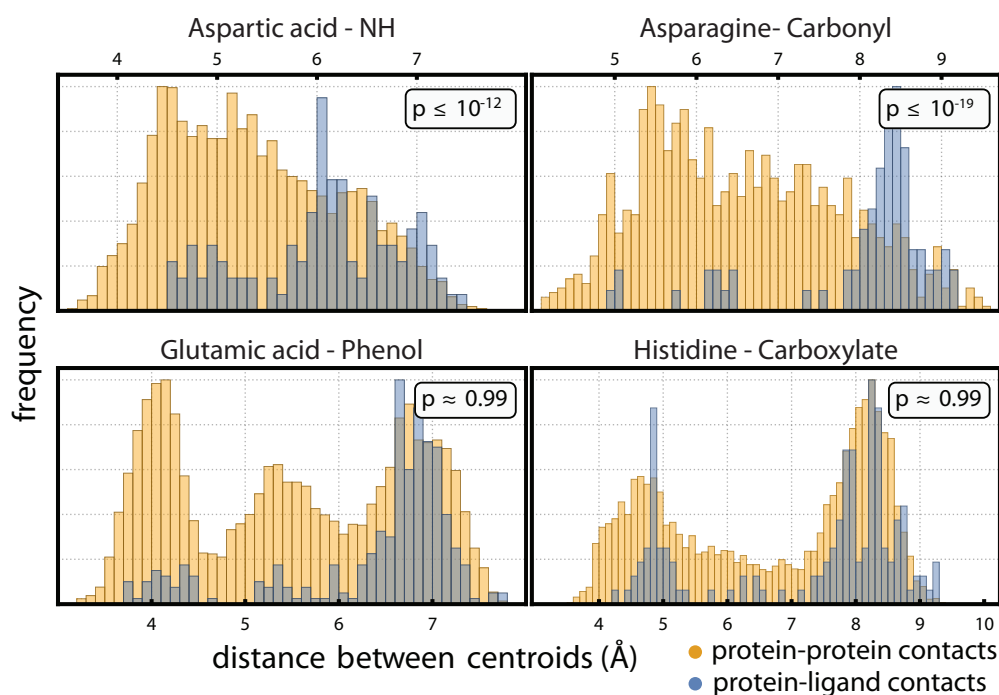 Aspartic acid - NH
Asparagine- Carbonyl
4 5 6 7
5 6 7 8 9
p ≤ 10⁻¹²
p ≤ 10⁻¹⁹
frequency
Glutamic acid - Phenol
Histidine - Carboxylate
p ≈ 0.99
p ≈ 0.99
4 5 6 7
4 5 6 7 8 9 10
distance between centroids (Å)
protein-protein contacts
protein-ligand contacts